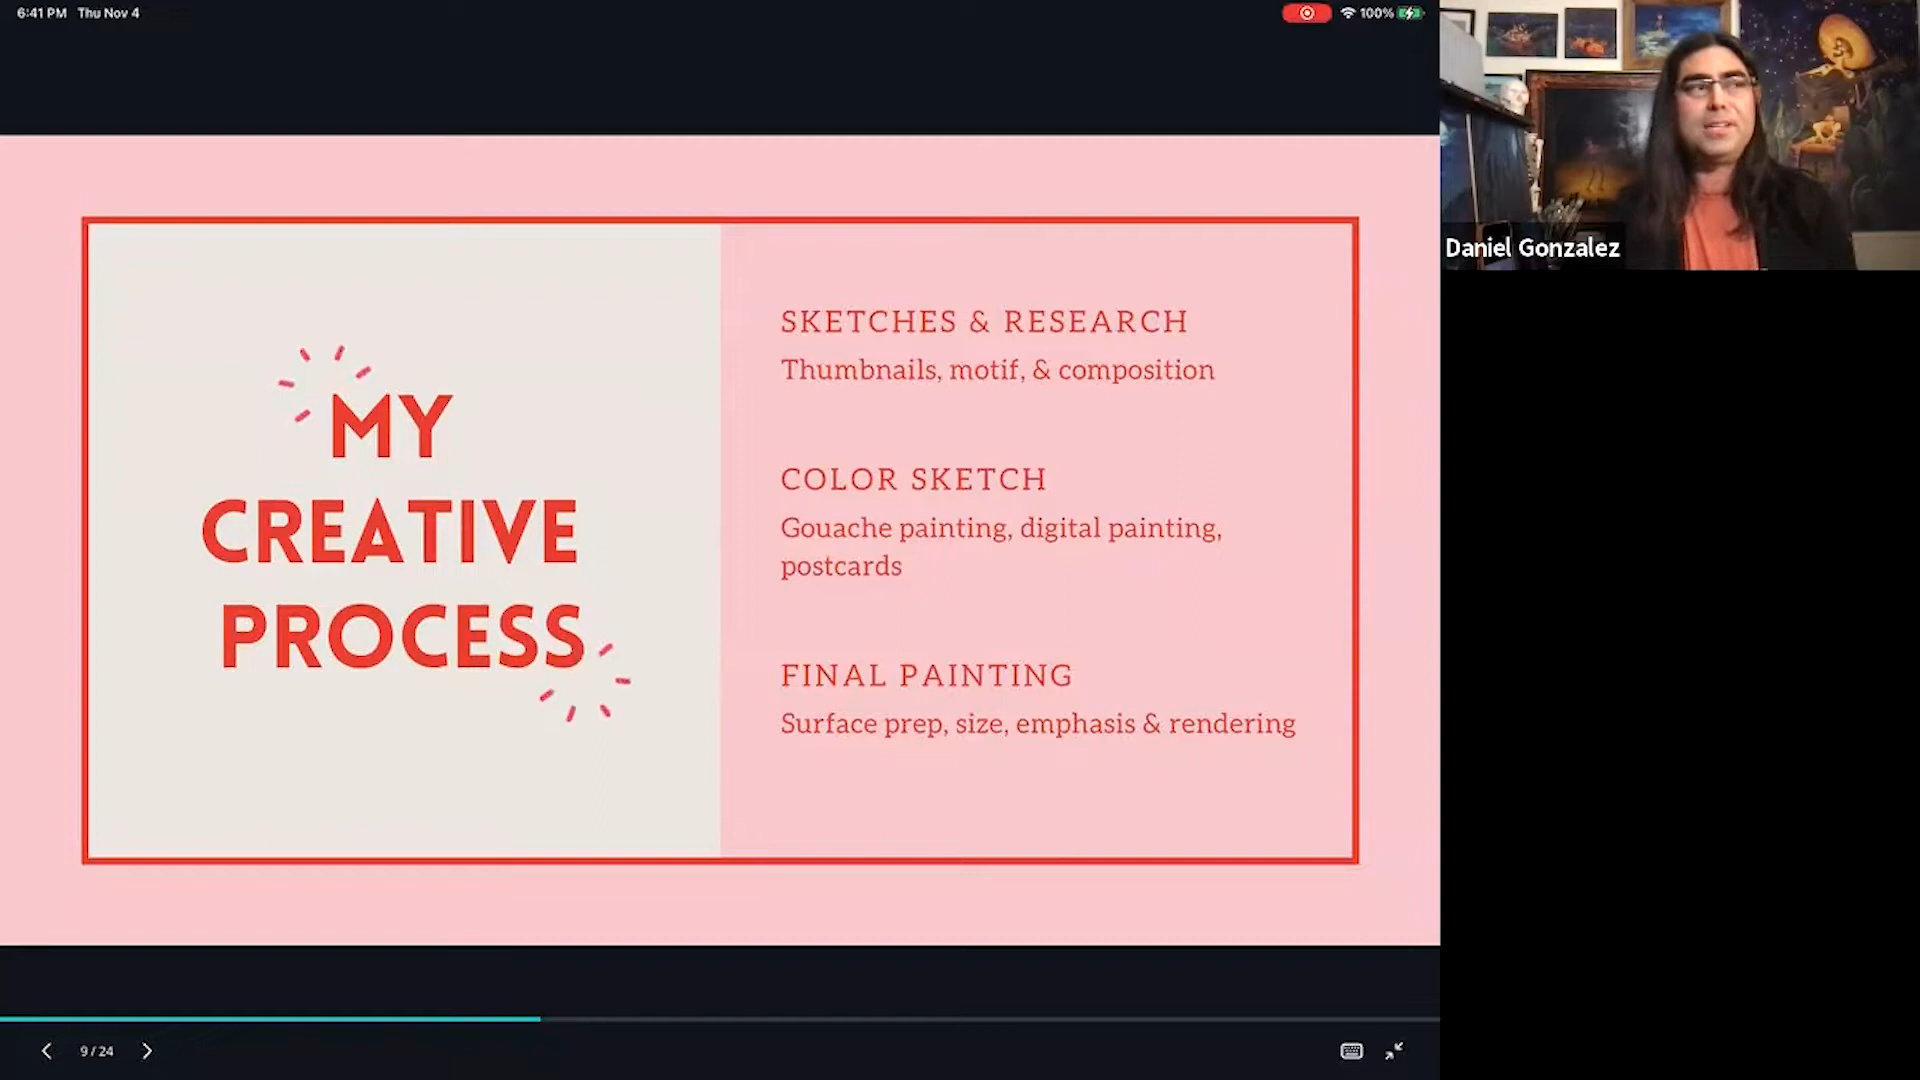 6:41 PM Thu Nov 4
100%
MY
CREATIVE
PROCESS
SKETCHES & RESEARCH
Thumbnails, motif, & composition
COLOR SKETCH
Gouache painting, digital painting,
postcards
FINAL PAINTING
Surface prep, size, emphasis & rendering
Daniel Gonzalez
9 / 24